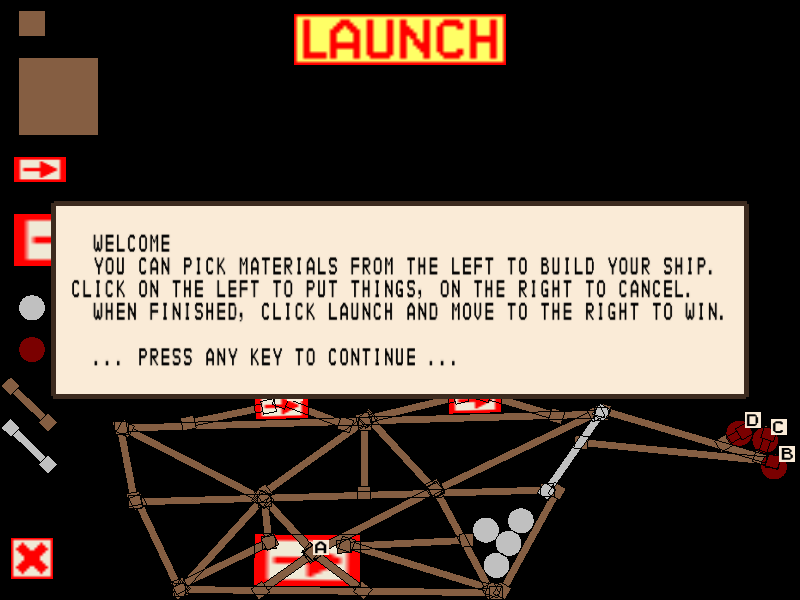 LAUNCH
WELCOME
YOU CAN PICK MATERIALS FROM THE LEFT TO BUILD YOUR SHIP.
CLICK ON THE LEFT TO PUT THINGS, ON THE RIGHT TO CANCEL.
WHEN FINISHED, CLICK LAUNCH AND MOVE TO THE RIGHT TO WIN.
... PRESS ANY KEY TO CONTINUE ...
D
C
B
A